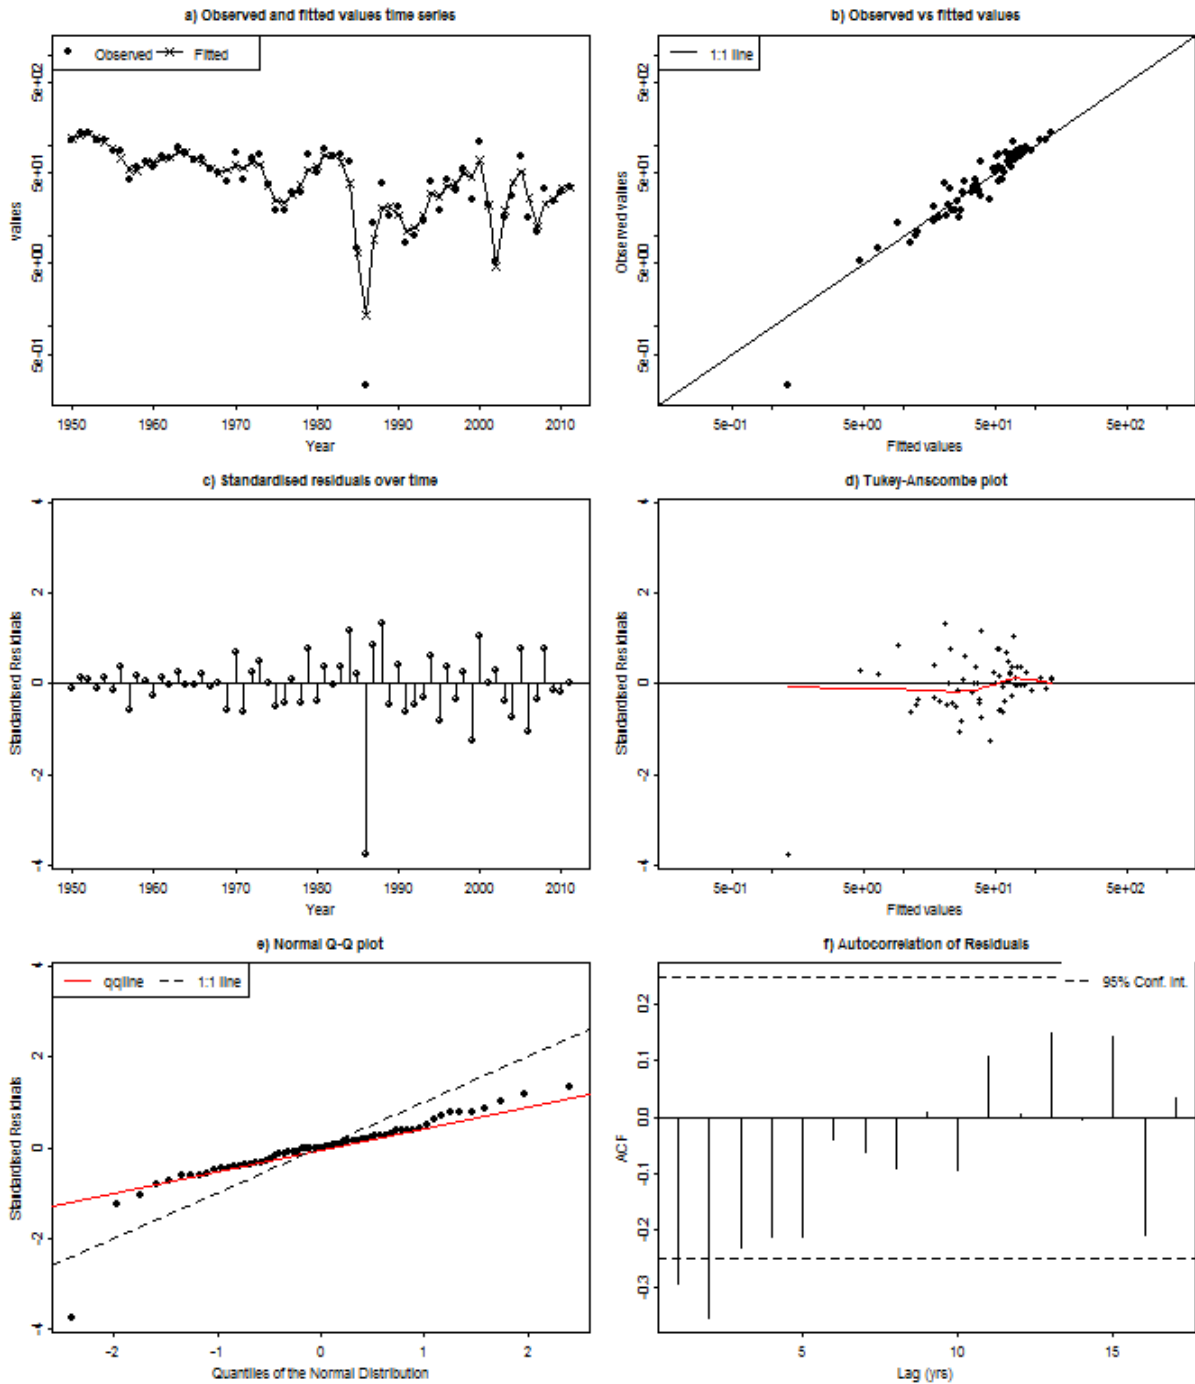 a) Observed and fitted values time series
Observed Fitted
values
5e+02
5e+01
5e+00
5e-01
1950 1960 1970 1980 1990 2000 2010
Year
b) Observed vs fitted values
1:1 line
Observed values
5e+02
5e+01
5e+00
5e-01
5e-01 5e+00 5e+01 5e+02
Fitted values
c) Standardised residuals over time
Standardised Residuals
4
2
0
-2
-4
1950 1960 1970 1980 1990 2000 2010
Year
d) Tukey-Anscombe plot
Standardised Residuals
4
2
0
-2
-4
5e-01 5e+00 5e+01 5e+02
Fitted values
e) Normal Q-Q plot
qqline 1:1 line
Standardised Residuals
4
2
0
-2
-4
-2 -1 0 1 2
Quantiles of the Normal Distribution
f) Autocorrelation of Residuals
95% Conf. Int.
ACF
0.2
0.1
0.0
-0.1
-0.2
-0.3
5 10 15
Lag (yrs)